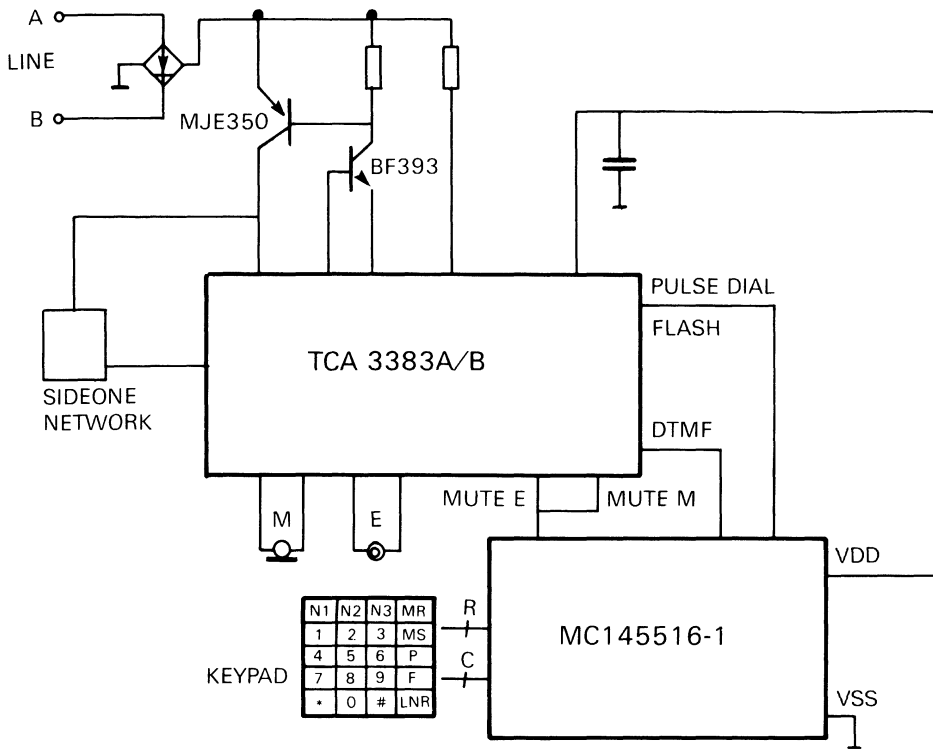 A
LINE
B
MJE350
BF393
PULSE DIAL
FLASH
TCA 3383A/B
SIDEONE
NETWORK
DTMF
MUTE E
MUTE M
M
E
VDD
MC145516-1
VSS
R
C
KEYPAD
N1 N2 N3 MR
1 2 3 MS
4 5 6 P
7 8 9 F
* 0 # LNR